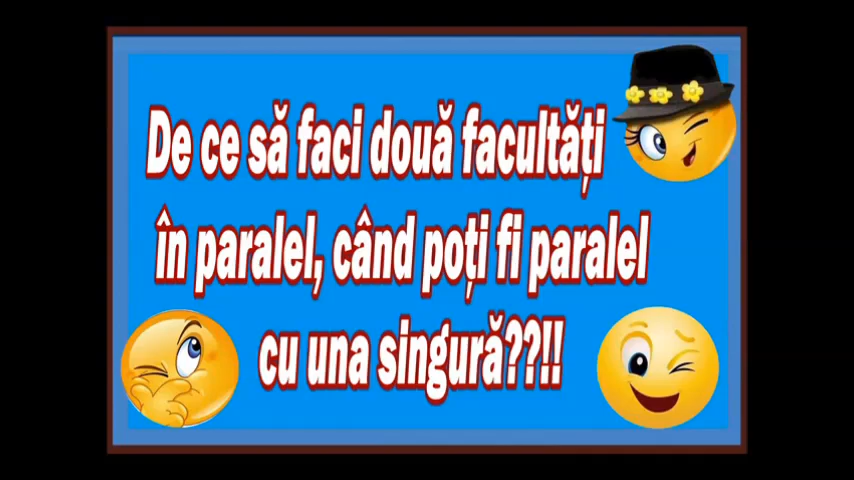 De ce să faci două facultăți
în paralel, când poți fi paralel
cu una singură??!!